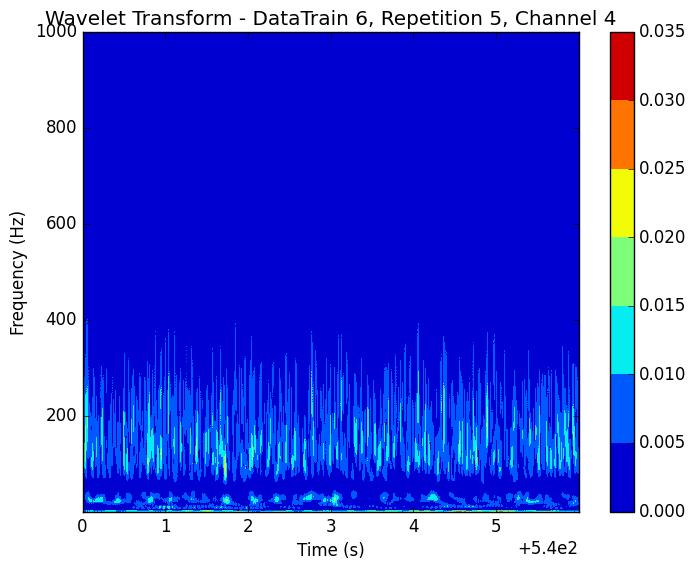 Wavelet Transform - DataTrain 6, Repetition 5, Channel 4
1000
800
600
400
200
Frequency (Hz)
0 1 2 3 4 5
Time (s)
+5.4e2
0.035
0.030
0.025
0.020
0.015
0.010
0.005
0.000